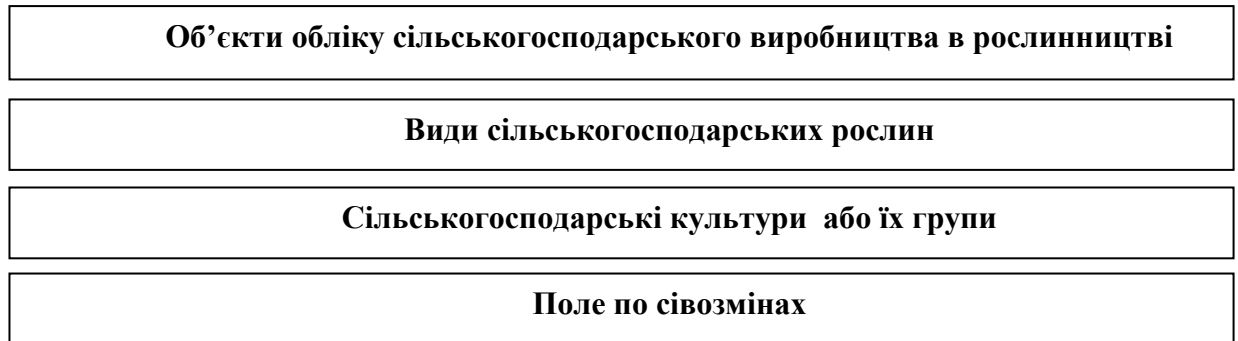 Об’єкти обліку сільськогосподарського виробництва в рослинництві
Види сільськогосподарських рослин
Сільськогосподарські культури або їх групи
Поле по сівозмінах